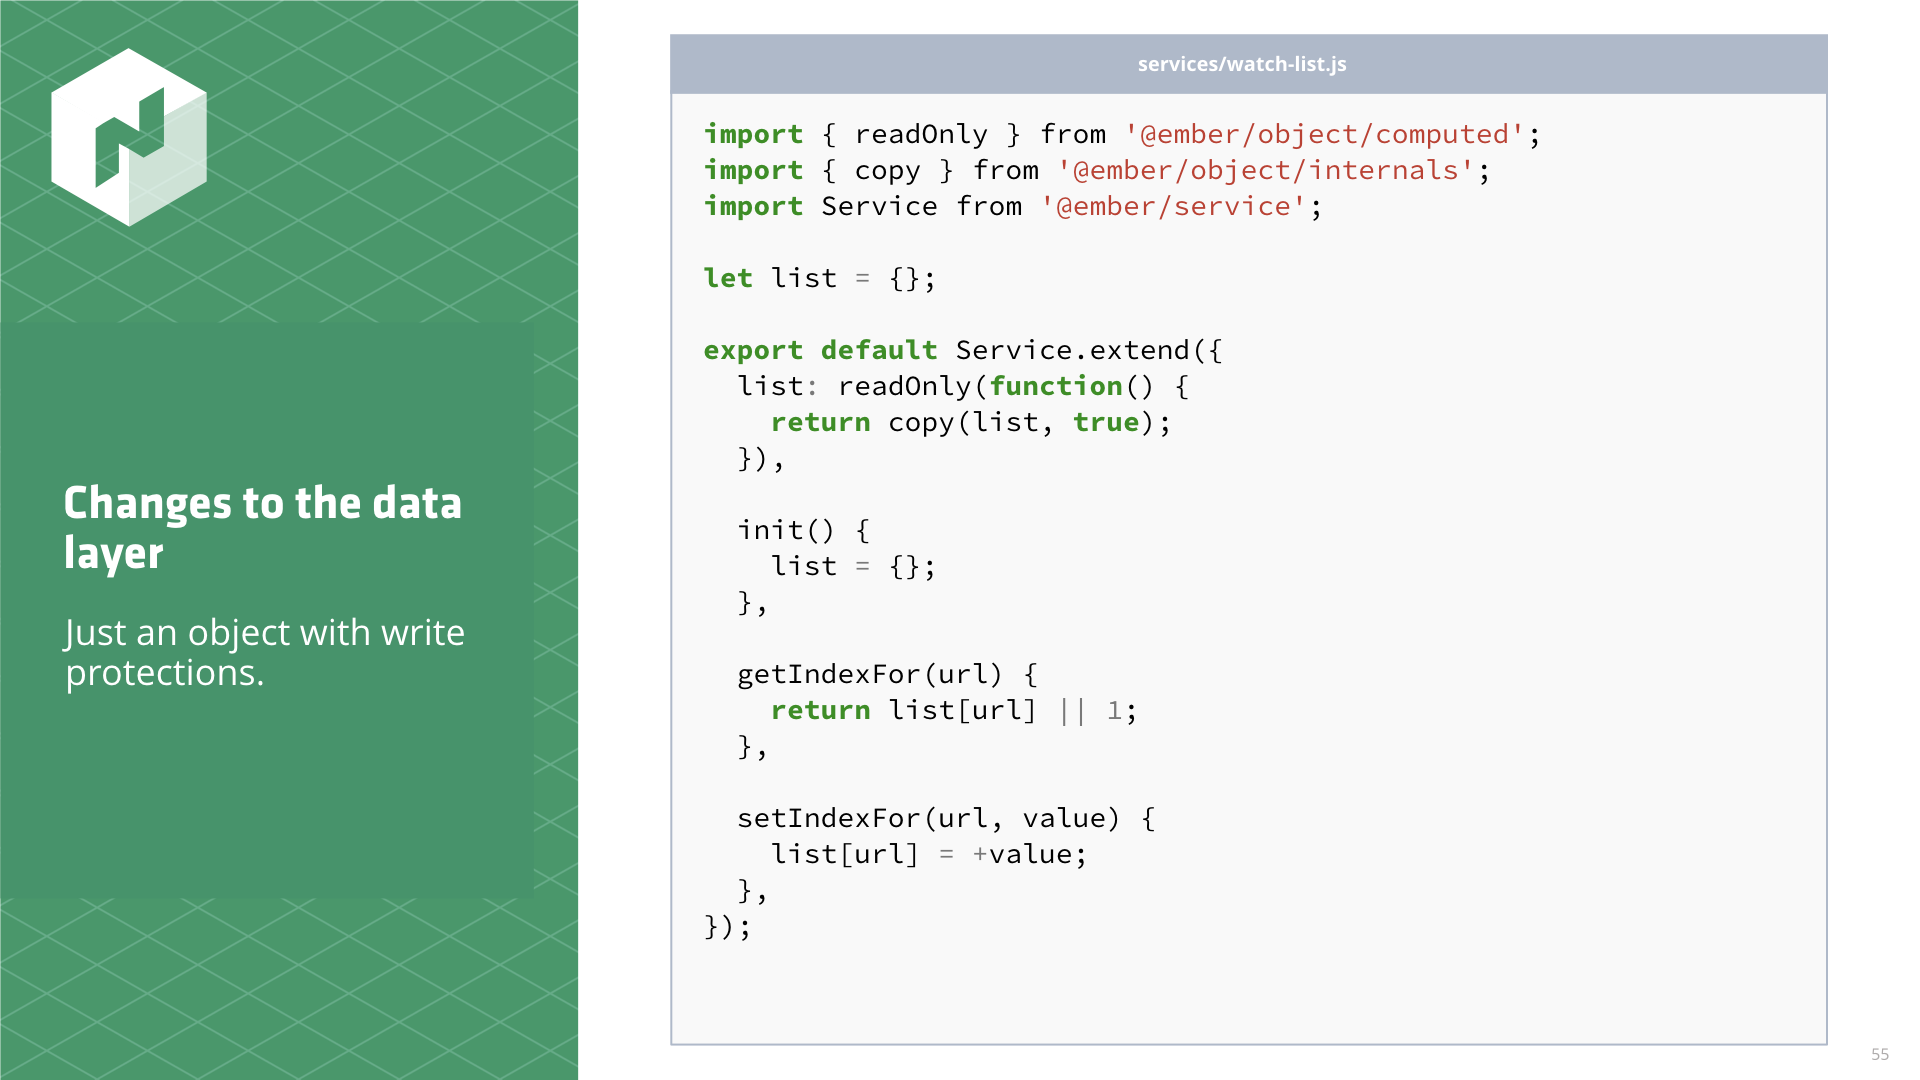 Changes to the data
layer
Just an object with write
protections.
services/watch-list.js
import { readOnly } from '@ember/object/computed';
import { copy } from '@ember/object/internals';
import Service from '@ember/service';

let list = {};

export default Service.extend({
  list: readOnly(function() {
    return copy(list, true);
  }),

  init() {
    list = {};
  },

  getIndexFor(url) {
    return list[url] || 1;
  },

  setIndexFor(url, value) {
    list[url] = +value;
  },
});
55